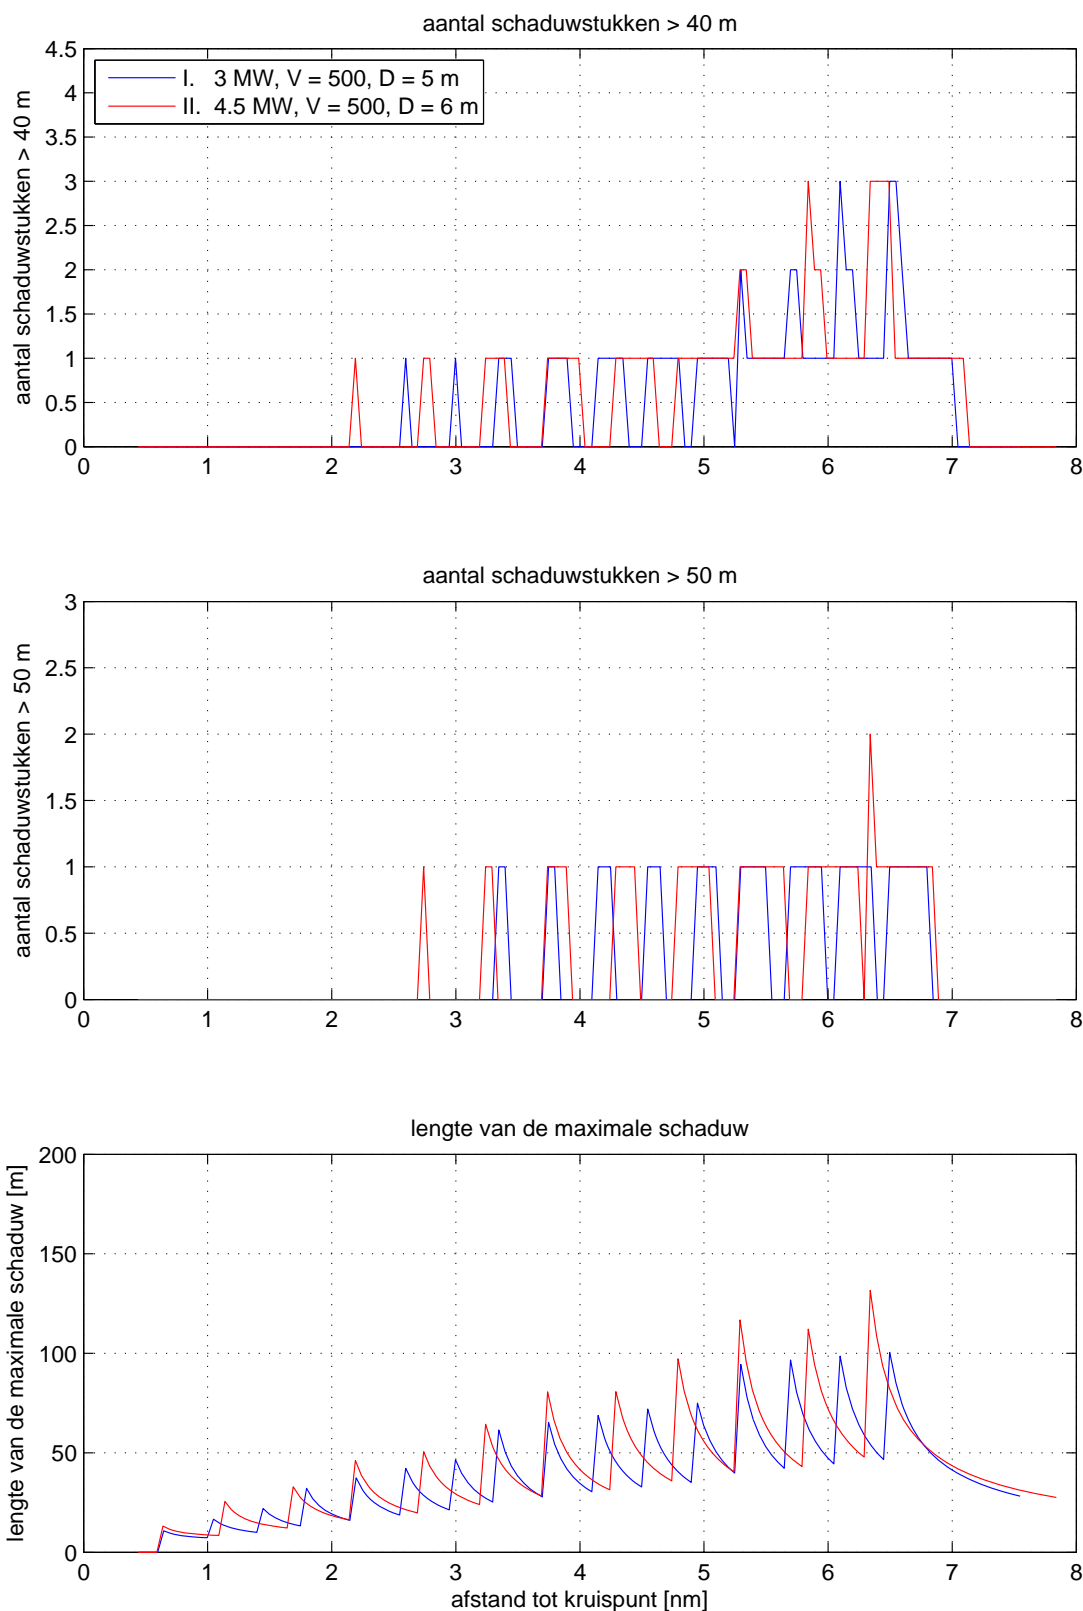 aantal schaduwstukken > 40 m
aantal schaduwstukken > 40 m
4.5
4
3.5
3
2.5
2
1.5
1
0.5
0
I. 3 MW, V = 500, D = 5 m
II. 4.5 MW, V = 500, D = 6 m
0 1 2 3 4 5 6 7 8
aantal schaduwstukken > 50 m
aantal schaduwstukken > 50 m
3
2.5
2
1.5
1
0.5
0
0 1 2 3 4 5 6 7 8
lengte van de maximale schaduw
lengte van de maximale schaduw [m]
200
150
100
50
0
0 1 2 3 4 5 6 7 8
afstand tot kruispunt [nm]